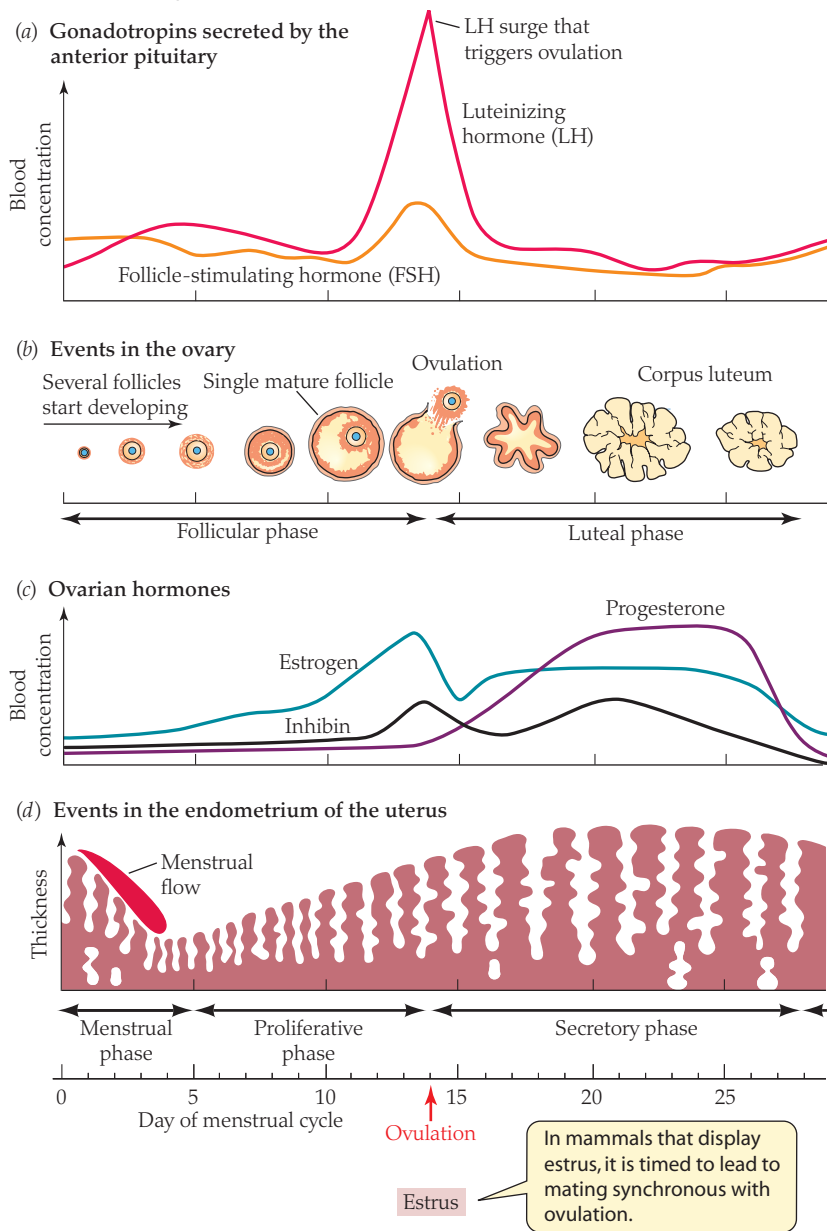 (a) Gonadotropins secreted by the
anterior pituitary
LH surge that
triggers ovulation
Luteinizing
hormone (LH)
Blood
concentration
Follicle-stimulating hormone (FSH)
(b) Events in the ovary
Several follicles
start developing
Single mature follicle
Ovulation
Corpus luteum
Follicular phase
Luteal phase
(c) Ovarian hormones
Progesterone
Estrogen
Inhibin
Blood
concentration
(d) Events in the endometrium of the uterus
Menstrual
flow
Thickness
Menstrual
phase
Proliferative
phase
Secretory phase
0 5 10 15 20 25
Day of menstrual cycle
Ovulation
In mammals that display
estrus, it is timed to lead to
mating synchronous with
ovulation.
Estrus